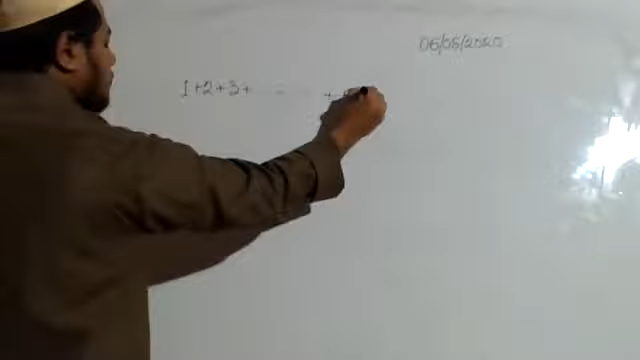 06/05/2020
1+2+3+ - - - +